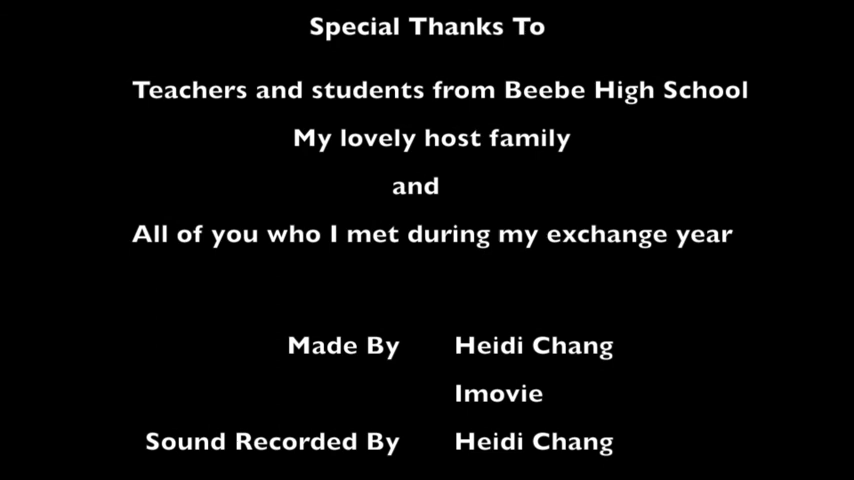 Special Thanks To
Teachers and students from Beebe High School
My lovely host family
and
All of you who I met during my exchange year
Made By Heidi Chang
Imovie
Sound Recorded By Heidi Chang